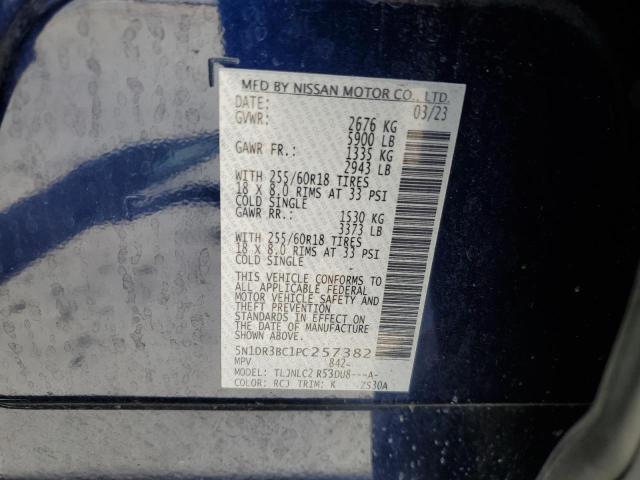 MFD BY NISSAN MOTOR CO., LTD.
DATE: 03/23
GVWR: 2676 KG
5900 LB
GAWR FR.: 1335 KG
2943 LB
WITH 255/60R18 TIRES
18 X 8.0 RIMS AT 33 PSI
COLD SINGLE
GAWR RR.: 1530 KG
3373 LB
WITH 255/60R18 TIRES
18 X 8.0 RIMS AT 33 PSI
COLD SINGLE
THIS VEHICLE CONFORMS TO
ALL APPLICABLE FEDERAL
MOTOR VEHICLE SAFETY AND
THEFT PREVENTION
STANDARDS IN EFFECT ON
THE DATE OF MANUFACTURE
SHOWN ABOVE.
5N1DR3BC1PC257382
MPV 842-
MODEL: TLJNLC2 R53DU8---A-
COLOR: RCJ TRIM: K ZS30A